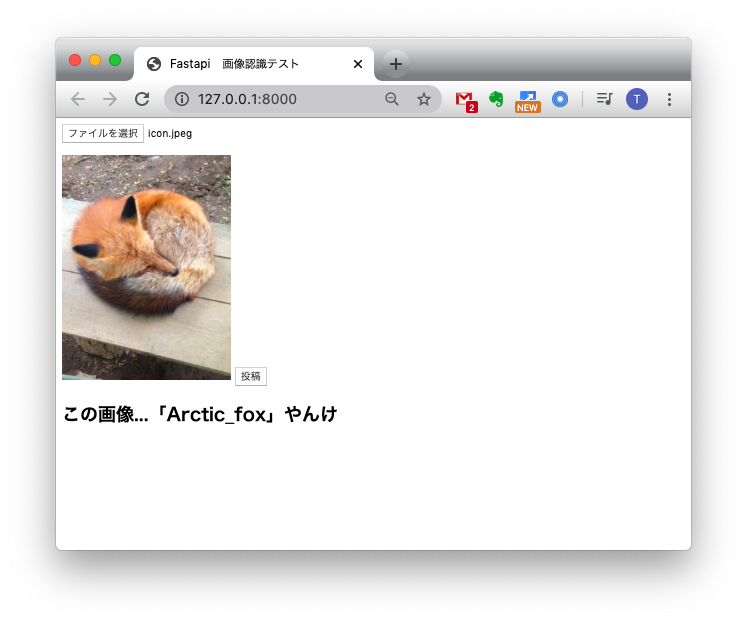 Fastapi 画像認識テスト
127.0.0.1:8000
2
NEW
T
ファイルを選択 icon.jpeg
投稿
この画像...「Arctic_fox」やんけ